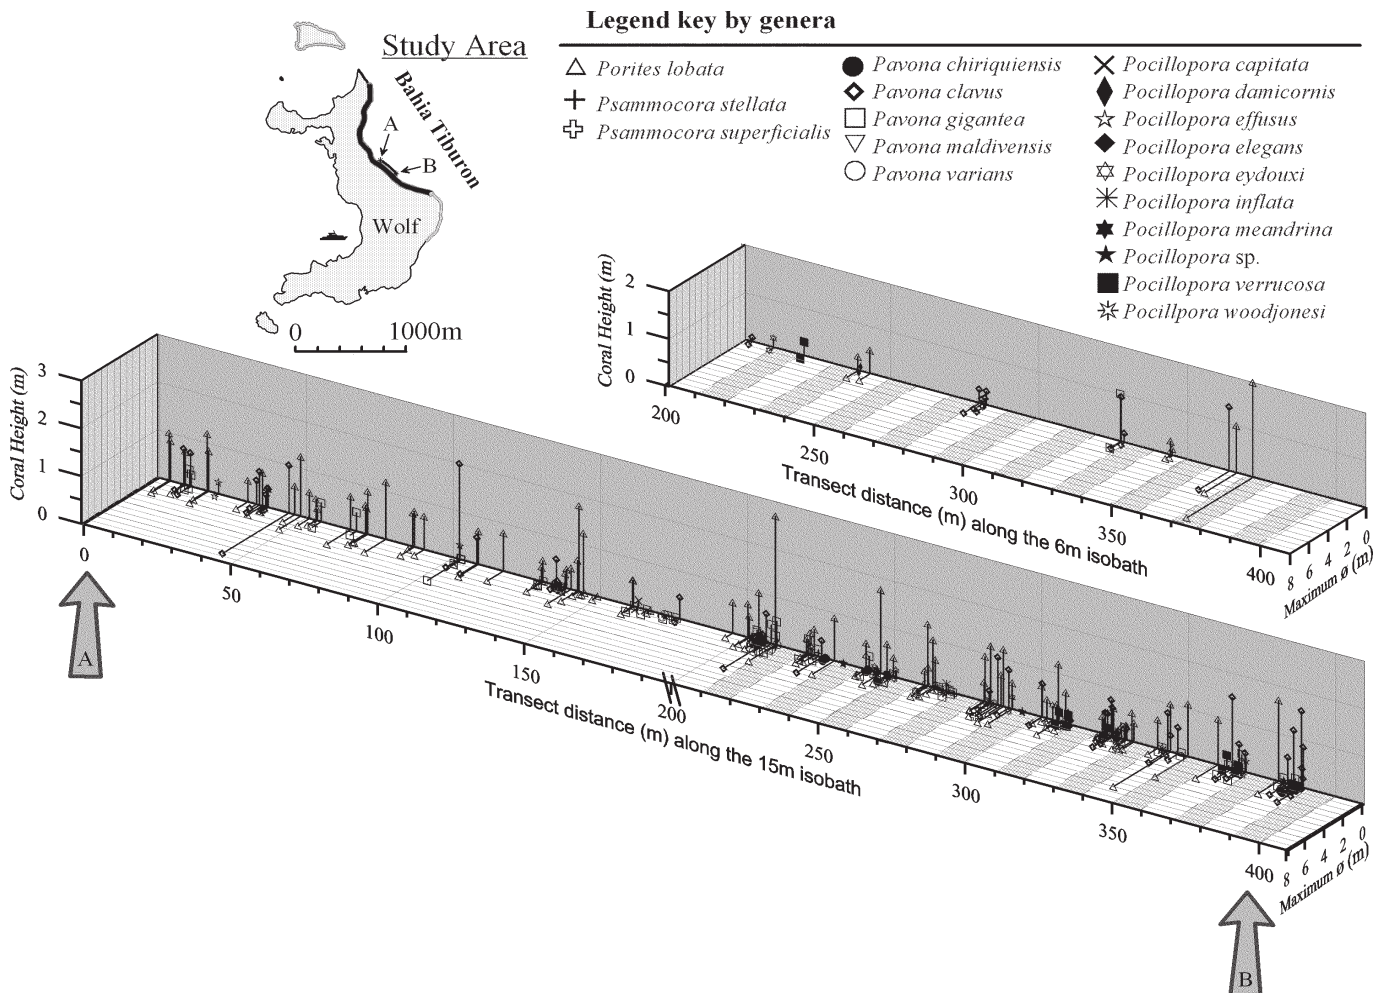 Legend key by genera
Study Area
Porites lobata
Psammocora stellata
Psammocora superficialis
Pavona chiriquiensis
Pavona clavus
Pavona gigantea
Pavona maldivensis
Pavona varians
Pocillopora capitata
Pocillopora damicornis
Pocillopora effusus
Pocillopora elegans
Pocillopora eydouxi
Pocillopora inflata
Pocillopora meandrina
Pocillopora sp.
Pocillopora verrucosa
Pocillpora woodjonesi
Bahia Tiburon
A
B
Wolf
0 1000m
Coral Height (m)
2
1
0
200
250
300
350
400
Transect distance (m) along the 6m isobath
8 6 4 2 0
Maximum ø (m)
Coral Height (m)
3
2
1
0
0
50
100
150
200
250
300
350
400
Transect distance (m) along the 15m isobath
8 6 4 2 0
Maximum ø (m)
A
B